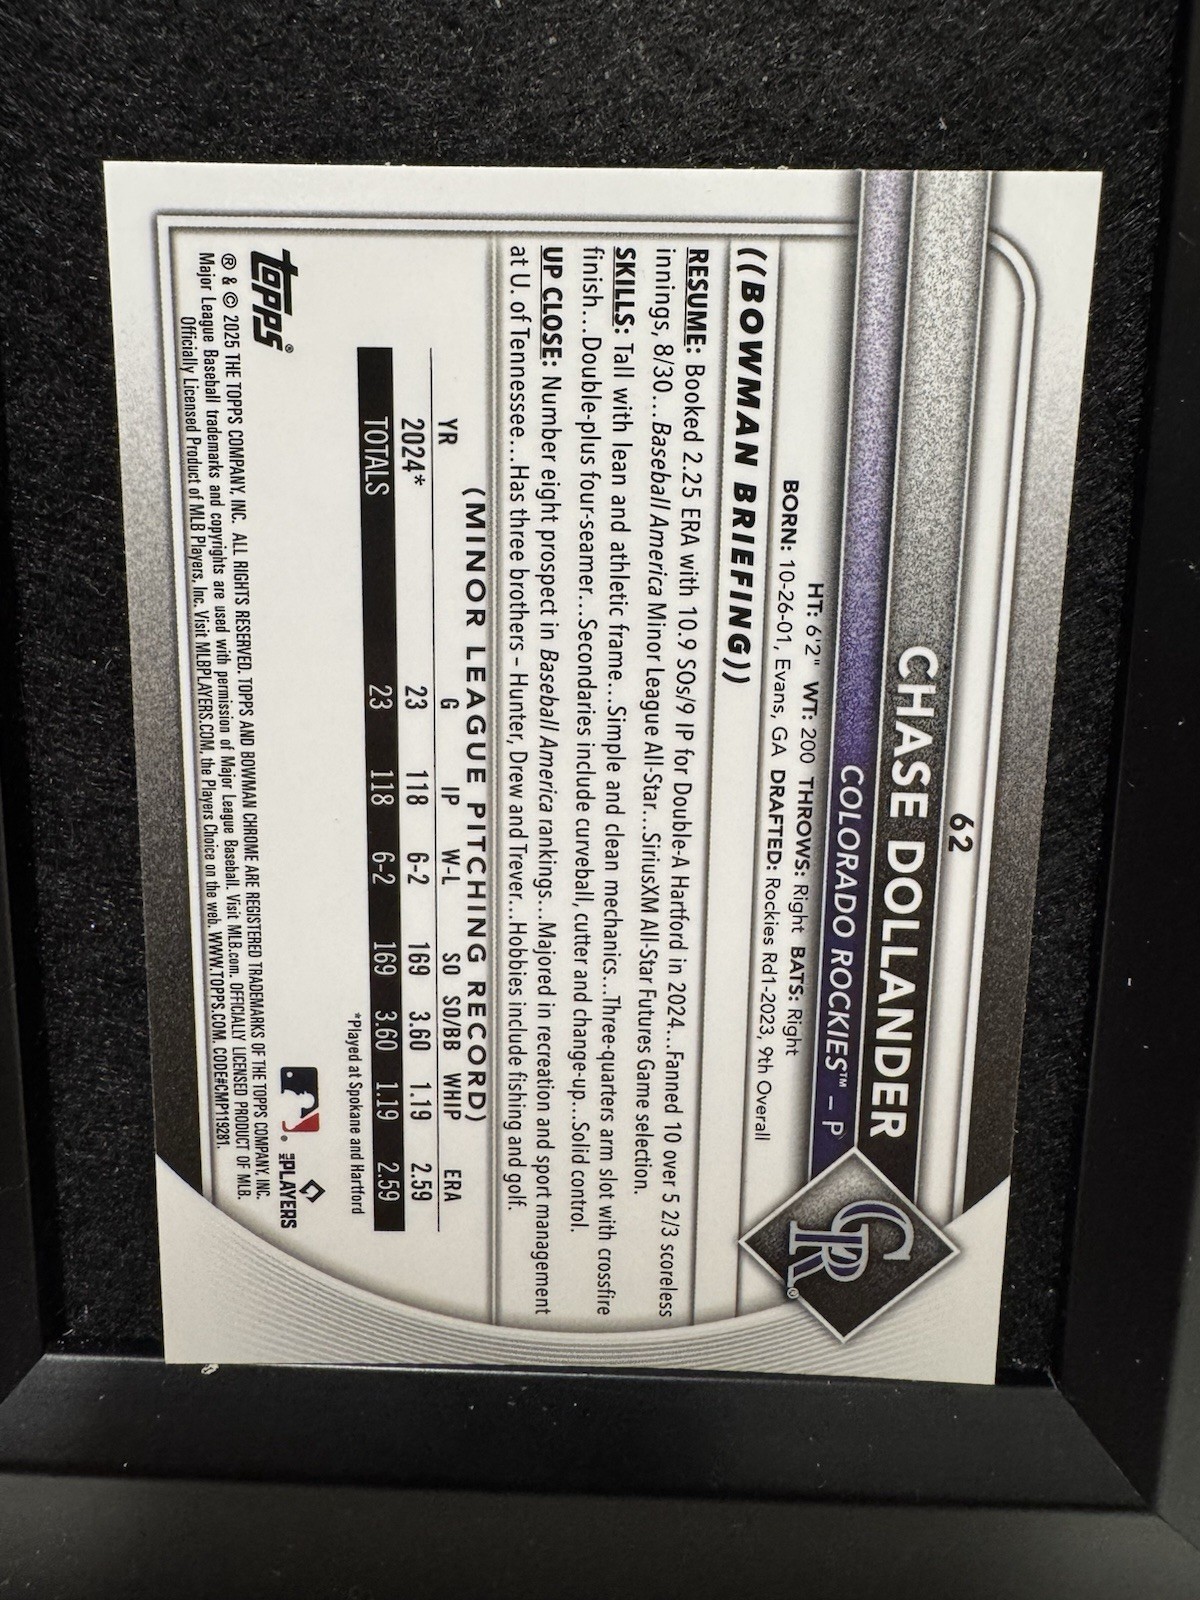 62
CHASE DOLLANDER
COLORADO ROCKIES™ – P
CR®
HT: 6'2" WT: 200 THROWS: Right BATS: Right
BORN: 10-26-01, Evans, GA DRAFTED: Rockies Rd1-2023, 9th Overall
((BOWMAN BRIEFING))
RESUME: Booked 2.25 ERA with 10.9 SOs/9 IP for Double-A Hartford in 2024...Fanned 10 over 5 2/3 scoreless
innings, 8/30...Baseball America Minor League All-Star...SiriusXM All-Star Futures Game selection.
SKILLS: Tall with lean and athletic frame...Simple and clean mechanics...Three-quarters arm slot with crossfire
finish...Double-plus four-seamer...Secondaries include curveball, cutter and change-up...Solid control.
UP CLOSE: Number eight prospect in Baseball America rankings...Majored in recreation and sport management
at U. of Tennessee...Has three brothers – Hunter, Drew and Trever...Hobbies include fishing and golf.
(MINOR LEAGUE PITCHING RECORD)
YR G IP W-L SO SO/BB WHIP ERA
2024* 23 118 6-2 169 3.60 1.19 2.59
TOTALS 23 118 6-2 169 3.60 1.19 2.59
*Played at Spokane and Hartford
topps®
MLB PLAYERS
® & © 2025 THE TOPPS COMPANY, INC. ALL RIGHTS RESERVED. TOPPS AND BOWMAN CHROME ARE REGISTERED TRADEMARKS OF THE TOPPS COMPANY, INC.
Major League Baseball trademarks and copyrights are used with permission of Major League Baseball. Visit MLB.com. OFFICIALLY LICENSED PRODUCT OF MLB.
Officially Licensed Product of MLB Players, Inc. Visit MLBPLAYERS.COM, the Players Choice on the web. WWW.TOPPS.COM. CODE#CMP119281.